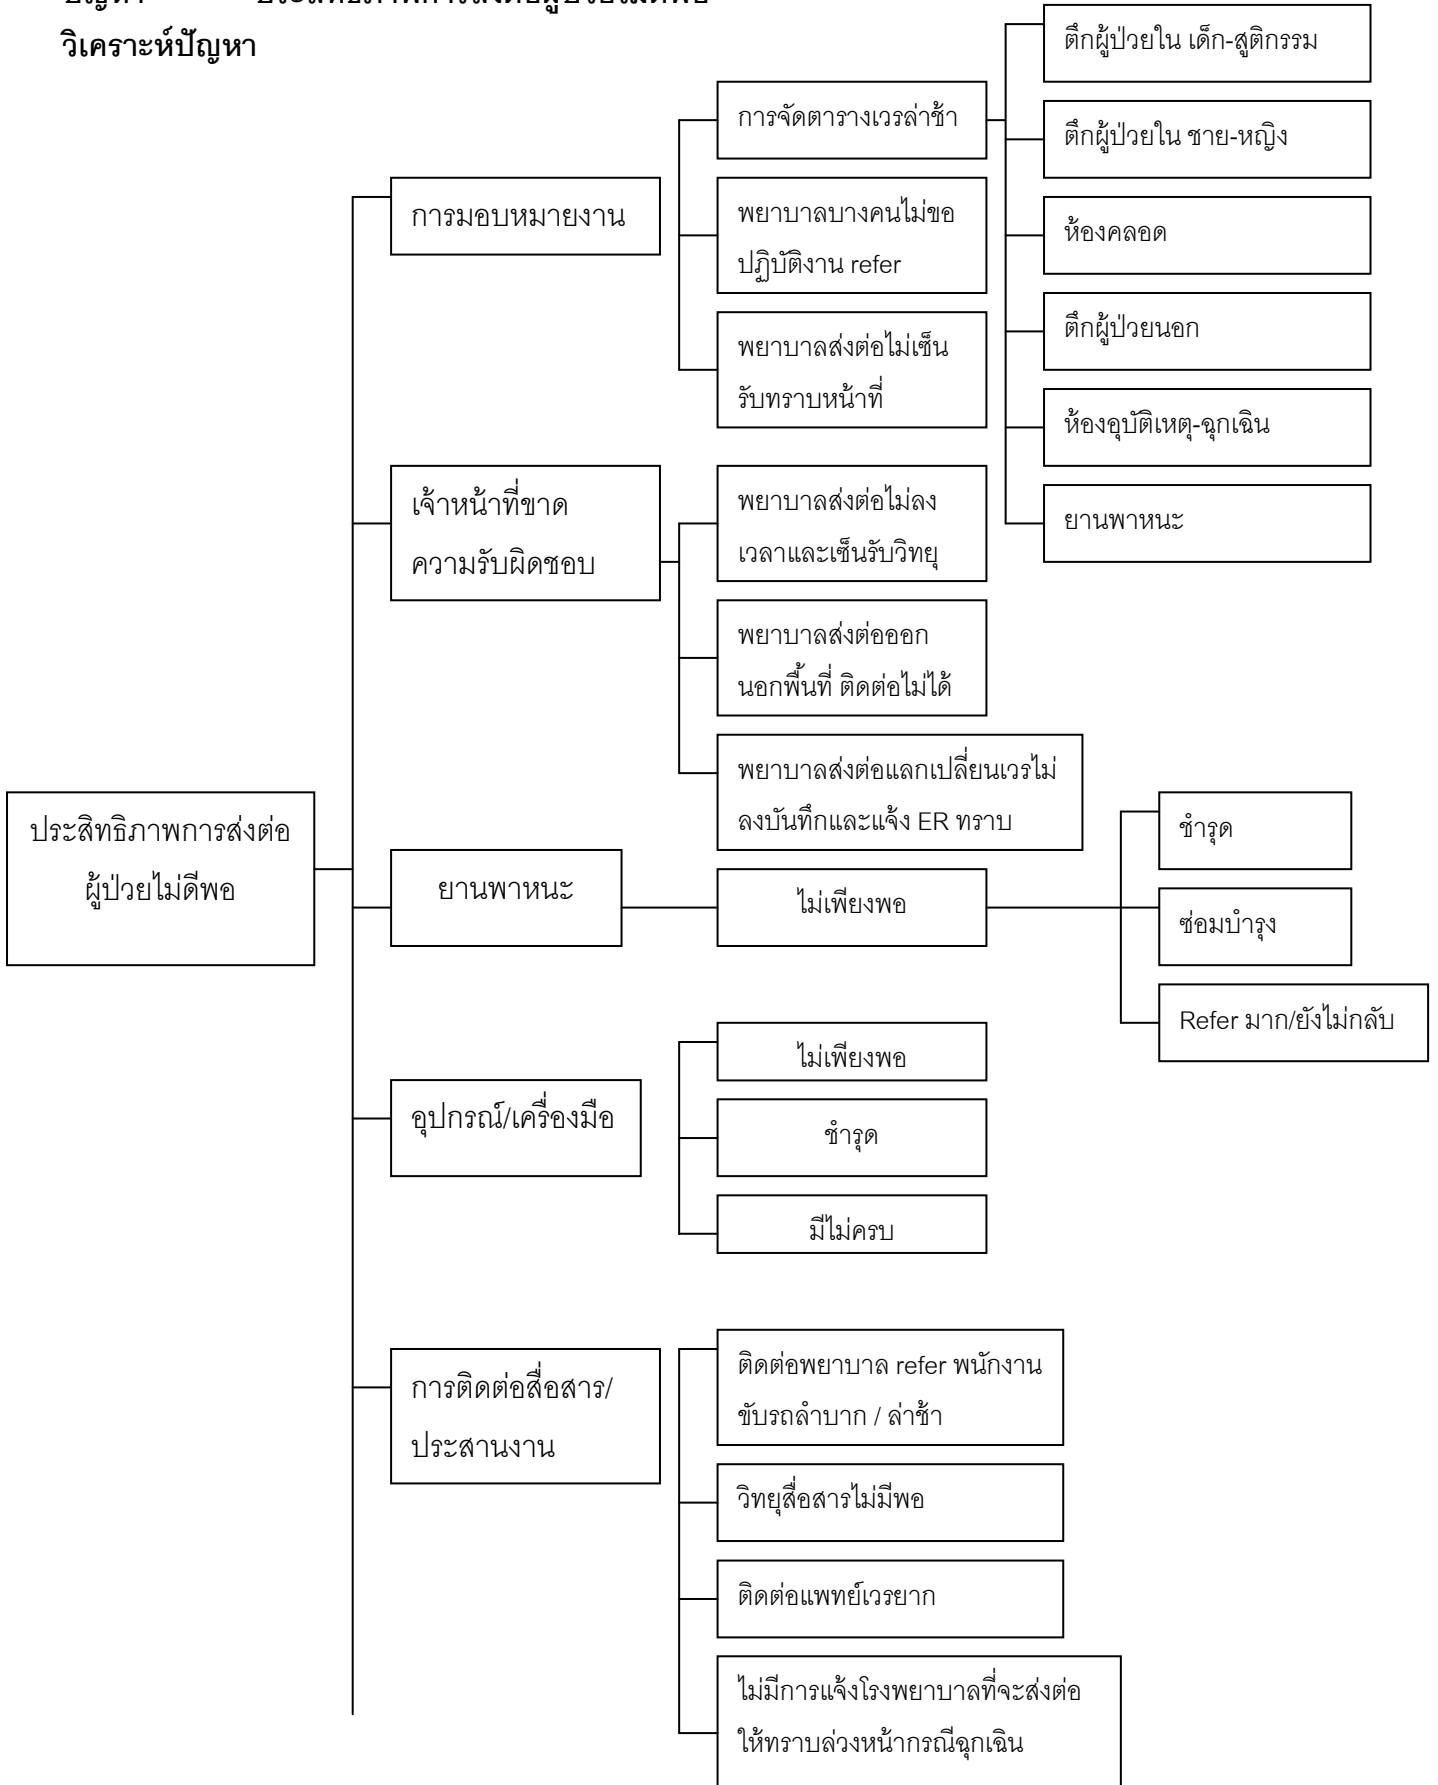 วิเคราะห์ปัญหา
ประสิทธิภาพการส่งต่อ
ผู้ป่วยไม่ดีพอ
การมอบหมายงาน
การจัดตารางเวรล่าช้า
ตึกผู้ป่วยใน เด็ก-สูติกรรม
ตึกผู้ป่วยใน ชาย-หญิง
ห้องคลอด
ตึกผู้ป่วยนอก
ห้องอุบัติเหตุ-ฉุกเฉิน
ยานพาหนะ
พยาบาลบางคนไม่ขอ
ปฏิบัติงาน refer
พยาบาลส่งต่อไม่เซ็น
รับทราบหน้าที่
เจ้าหน้าที่ขาด
ความรับผิดชอบ
พยาบาลส่งต่อไม่ลง
เวลาและเซ็นรับวิทยุ
พยาบาลส่งต่อออก
นอกพื้นที่ ติดต่อไม่ได้
พยาบาลส่งต่อแลกเปลี่ยนเวรไม่
ลงบันทึกและแจ้ง ER ทราบ
ยานพาหนะ
ไม่เพียงพอ
ชำรุด
ซ่อมบำรุง
Refer มาก/ยังไม่กลับ
อุปกรณ์/เครื่องมือ
ไม่เพียงพอ
ชำรุด
มีไม่ครบ
การติดต่อสื่อสาร/
ประสานงาน
ติดต่อพยาบาล refer พนักงาน
ขับรถลำบาก / ล่าช้า
วิทยุสื่อสารไม่มีพอ
ติดต่อแพทย์เวรยาก
ไม่มีการแจ้งโรงพยาบาลที่จะส่งต่อ
ให้ทราบล่วงหน้ากรณีฉุกเฉิน